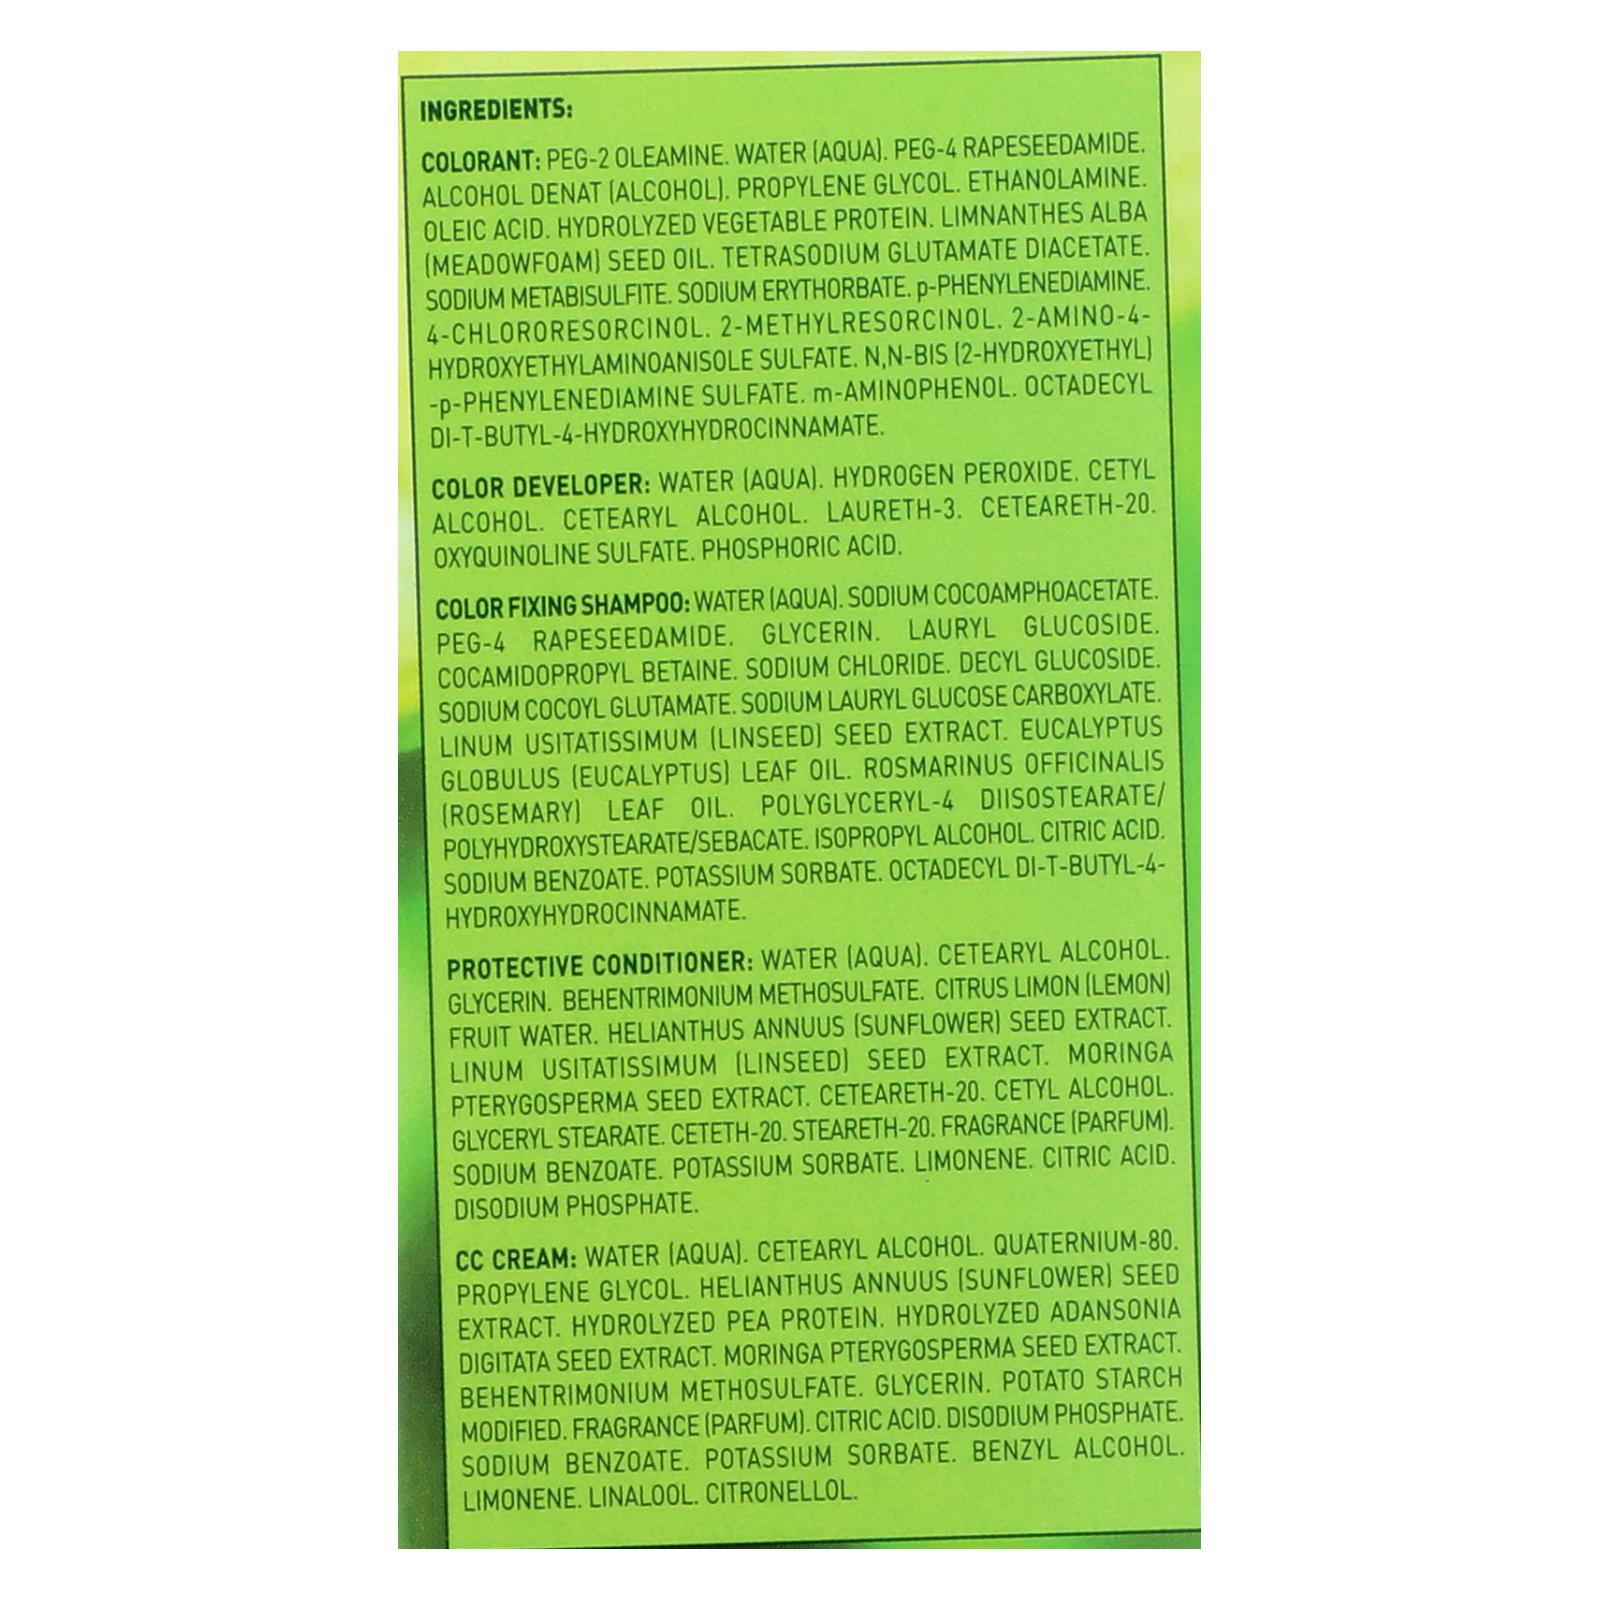 INGREDIENTS:
COLORANT: PEG-2 OLEAMINE. WATER (AQUA). PEG-4 RAPESEEDAMIDE.
ALCOHOL DENAT (ALCOHOL). PROPYLENE GLYCOL. ETHANOLAMINE.
OLEIC ACID. HYDROLYZED VEGETABLE PROTEIN. LIMNANTHES ALBA
(MEADOWFOAM) SEED OIL. TETRASODIUM GLUTAMATE DIACETATE.
SODIUM METABISULFITE. SODIUM ERYTHORBATE. p-PHENYLENEDIAMINE.
4-CHLORORESORCINOL. 2-METHYLRESORCINOL. 2-AMINO-4-
HYDROXYETHYLAMINOANISOLE SULFATE. N,N-BIS (2-HYDROXYETHYL)
-p-PHENYLENEDIAMINE SULFATE. m-AMINOPHENOL. OCTADECYL
DI-T-BUTYL-4-HYDROXYHYDROCINNAMATE.
COLOR DEVELOPER: WATER (AQUA). HYDROGEN PEROXIDE. CETYL
ALCOHOL. CETEARYL ALCOHOL. LAURETH-3. CETEARETH-20.
OXYQUINOLINE SULFATE. PHOSPHORIC ACID.
COLOR FIXING SHAMPOO: WATER (AQUA). SODIUM COCOAMPHOACETATE.
PEG-4 RAPESEEDAMIDE. GLYCERIN. LAURYL GLUCOSIDE.
COCAMIDOPROPYL BETAINE. SODIUM CHLORIDE. DECYL GLUCOSIDE.
SODIUM COCOYL GLUTAMATE. SODIUM LAURYL GLUCOSE CARBOXYLATE.
LINUM USITATISSIMUM (LINSEED) SEED EXTRACT. EUCALYPTUS
GLOBULUS (EUCALYPTUS) LEAF OIL. ROSMARINUS OFFICINALIS
(ROSEMARY) LEAF OIL. POLYGLYCERYL-4 DIISOSTEARATE/
POLYHYDROXYSTEARATE/SEBACATE. ISOPROPYL ALCOHOL. CITRIC ACID.
SODIUM BENZOATE. POTASSIUM SORBATE. OCTADECYL DI-T-BUTYL-4-
HYDROXYHYDROCINNAMATE.
PROTECTIVE CONDITIONER: WATER (AQUA). CETEARYL ALCOHOL.
GLYCERIN. BEHENTRIMONIUM METHOSULFATE. CITRUS LIMON (LEMON)
FRUIT WATER. HELIANTHUS ANNUUS (SUNFLOWER) SEED EXTRACT.
LINUM USITATISSIMUM (LINSEED) SEED EXTRACT. MORINGA
PTERYGOSPERMA SEED EXTRACT. CETEARETH-20. CETYL ALCOHOL.
GLYCERYL STEARATE. CETETH-20. STEARETH-20. FRAGRANCE (PARFUM).
SODIUM BENZOATE. POTASSIUM SORBATE. LIMONENE. CITRIC ACID.
DISODIUM PHOSPHATE.
CC CREAM: WATER (AQUA). CETEARYL ALCOHOL. QUATERNIUM-80.
PROPYLENE GLYCOL. HELIANTHUS ANNUUS (SUNFLOWER) SEED
EXTRACT. HYDROLYZED PEA PROTEIN. HYDROLYZED ADANSONIA
DIGITATA SEED EXTRACT. MORINGA PTERYGOSPERMA SEED EXTRACT.
BEHENTRIMONIUM METHOSULFATE. GLYCERIN. POTATO STARCH
MODIFIED. FRAGRANCE (PARFUM). CITRIC ACID. DISODIUM PHOSPHATE.
SODIUM BENZOATE. POTASSIUM SORBATE. BENZYL ALCOHOL.
LIMONENE. LINALOOL. CITRONELLOL.